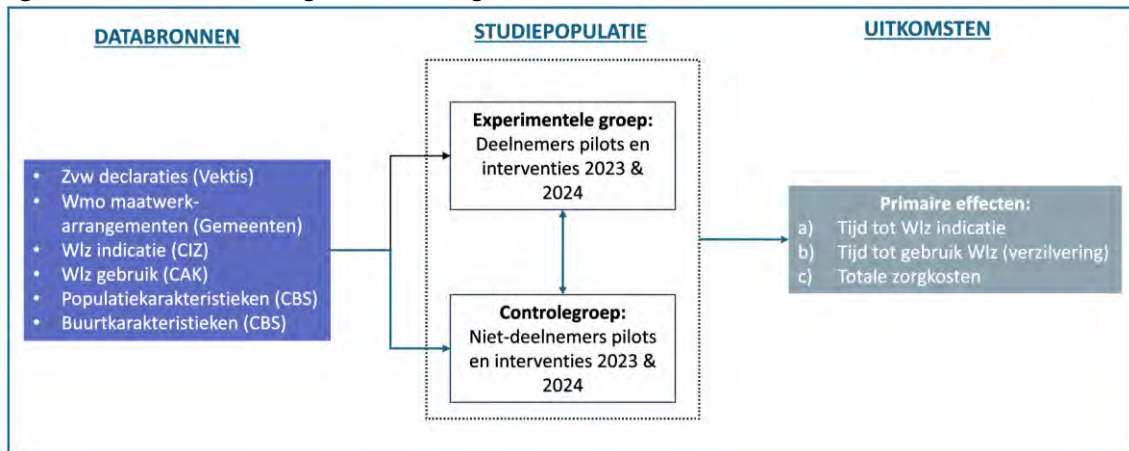 DATABRONNEN
STUDIEPOPULATIE
UITKOMSTEN
• Zvw declaraties (Vektis)
• Wmo maatwerk-
arrangementen (Gemeenten)
• Wlz indicatie (CIZ)
• Wlz gebruik (CAK)
• Populatiekarakteristieken (CBS)
• Buurtkarakteristieken (CBS)
Experimentele groep:
Deelnemers pilots en
interventies 2023 &
2024
Controlegroep:
Niet-deelnemers pilots
en interventies 2023 &
2024
Primaire effecten:
a) Tijd tot Wlz indicatie
b) Tijd tot gebruik Wlz (verzilvering)
c) Totale zorgkosten